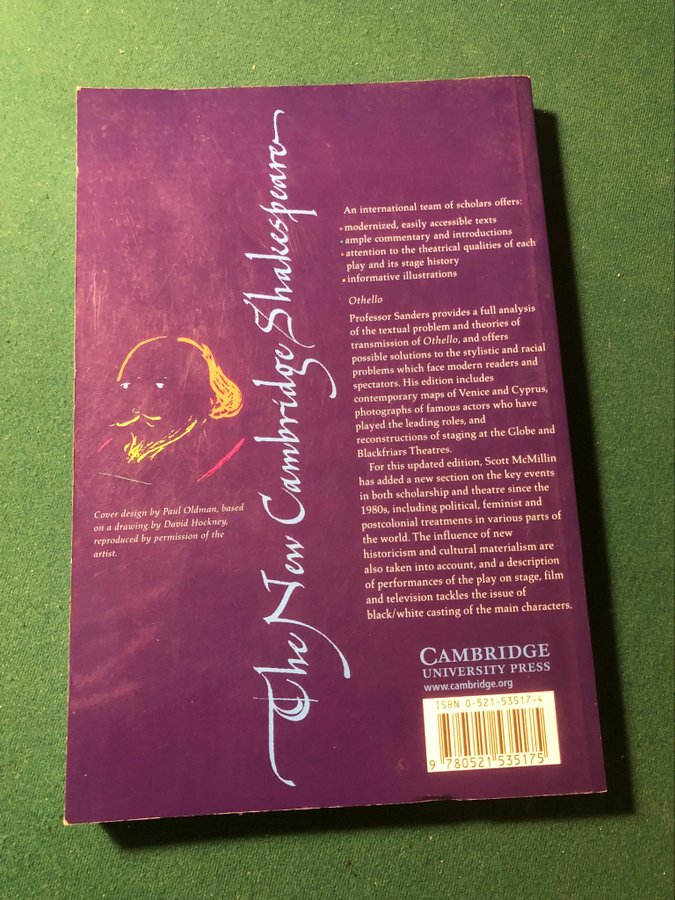 The New Cambridge Shakespeare
An international team of scholars offers:
• modernized, easily accessible texts
• ample commentary and introductions
• attention to the theatrical qualities of each
play and its stage history
• informative illustrations
Othello
Professor Sanders provides a full analysis
of the textual problem and theories of
transmission of Othello, and offers
possible solutions to the stylistic and racial
problems which face modern readers and
spectators. His edition includes
contemporary maps of Venice and Cyprus,
photographs of famous actors who have
played the leading roles, and
reconstructions of staging at the Globe and
Blackfriars Theatres.
For this updated edition, Scott McMillin
has added a new section on the key events
in both scholarship and theatre since the
1980s, including political, feminist and
postcolonial treatments in various parts of
the world. The influence of new
historicism and cultural materialism are
also taken into account, and a description
of performances of the play on stage, film
and television tackles the issue of
black/white casting of the main characters.
Cover design by Paul Oldman, based
on a drawing by David Hockney,
reproduced by permission of the
artist.
CAMBRIDGE
UNIVERSITY PRESS
www.cambridge.org
ISBN 0-521-53517-4
9 780521 535175